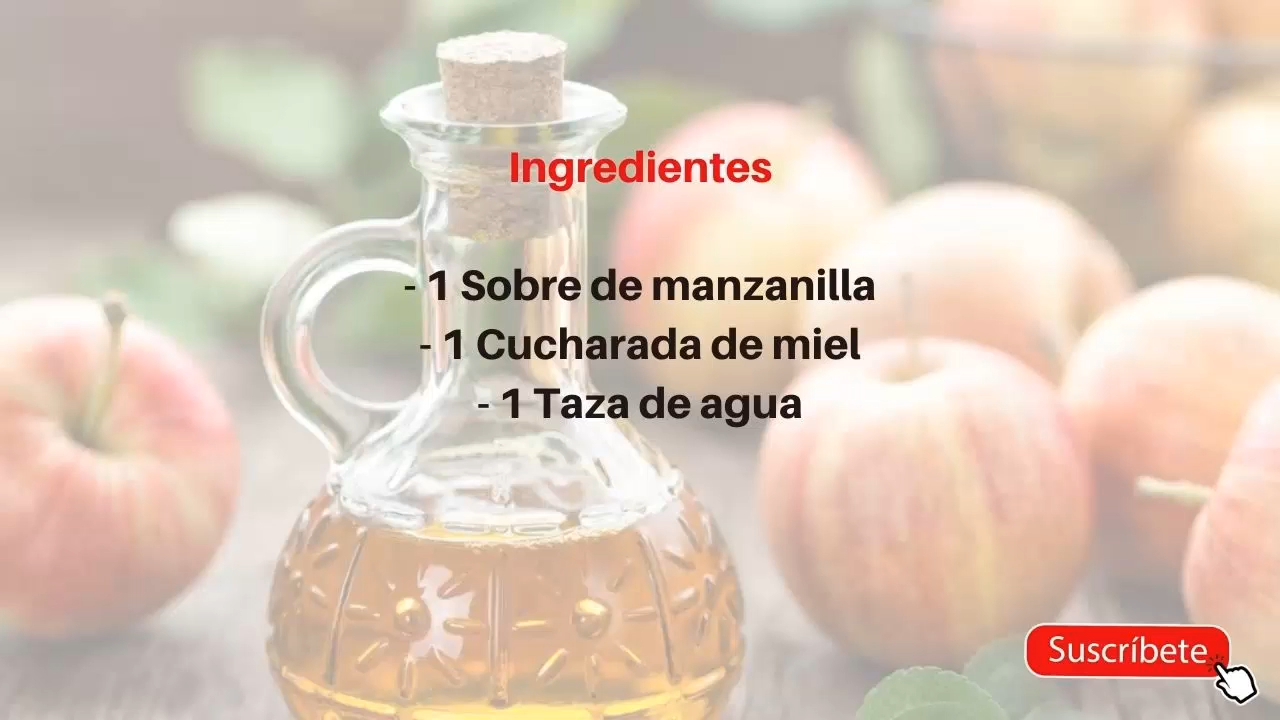 Ingredientes
- 1 Sobre de manzanilla
- 1 Cucharada de miel
- 1 Taza de agua
Suscríbete